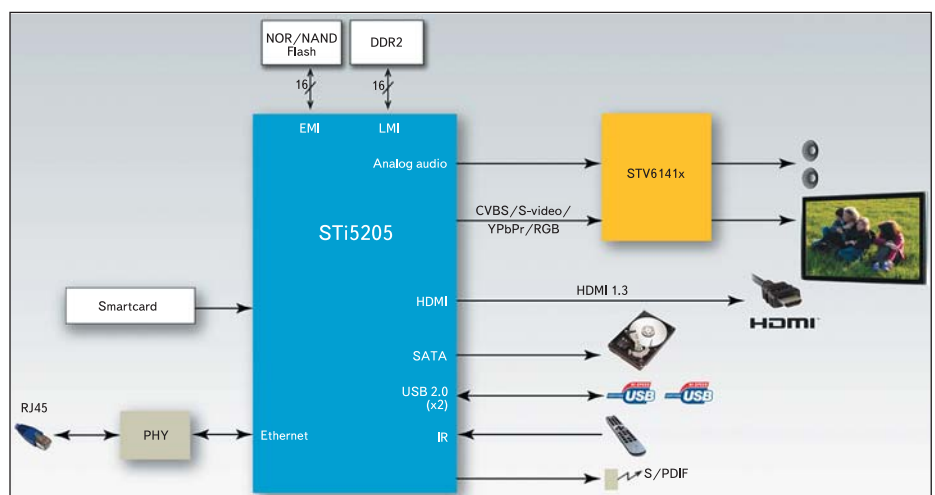 NOR/NAND
Flash
DDR2
16
16
EMI
LMI
Analog audio
STV6141x
CVBS/S-video/
YPbPr/RGB
STi5205
HDMI
HDMI 1.3
HDMI
Smartcard
SATA
USB 2.0
(x2)
USB
USB
RJ45
PHY
Ethernet
IR
S/PDIF